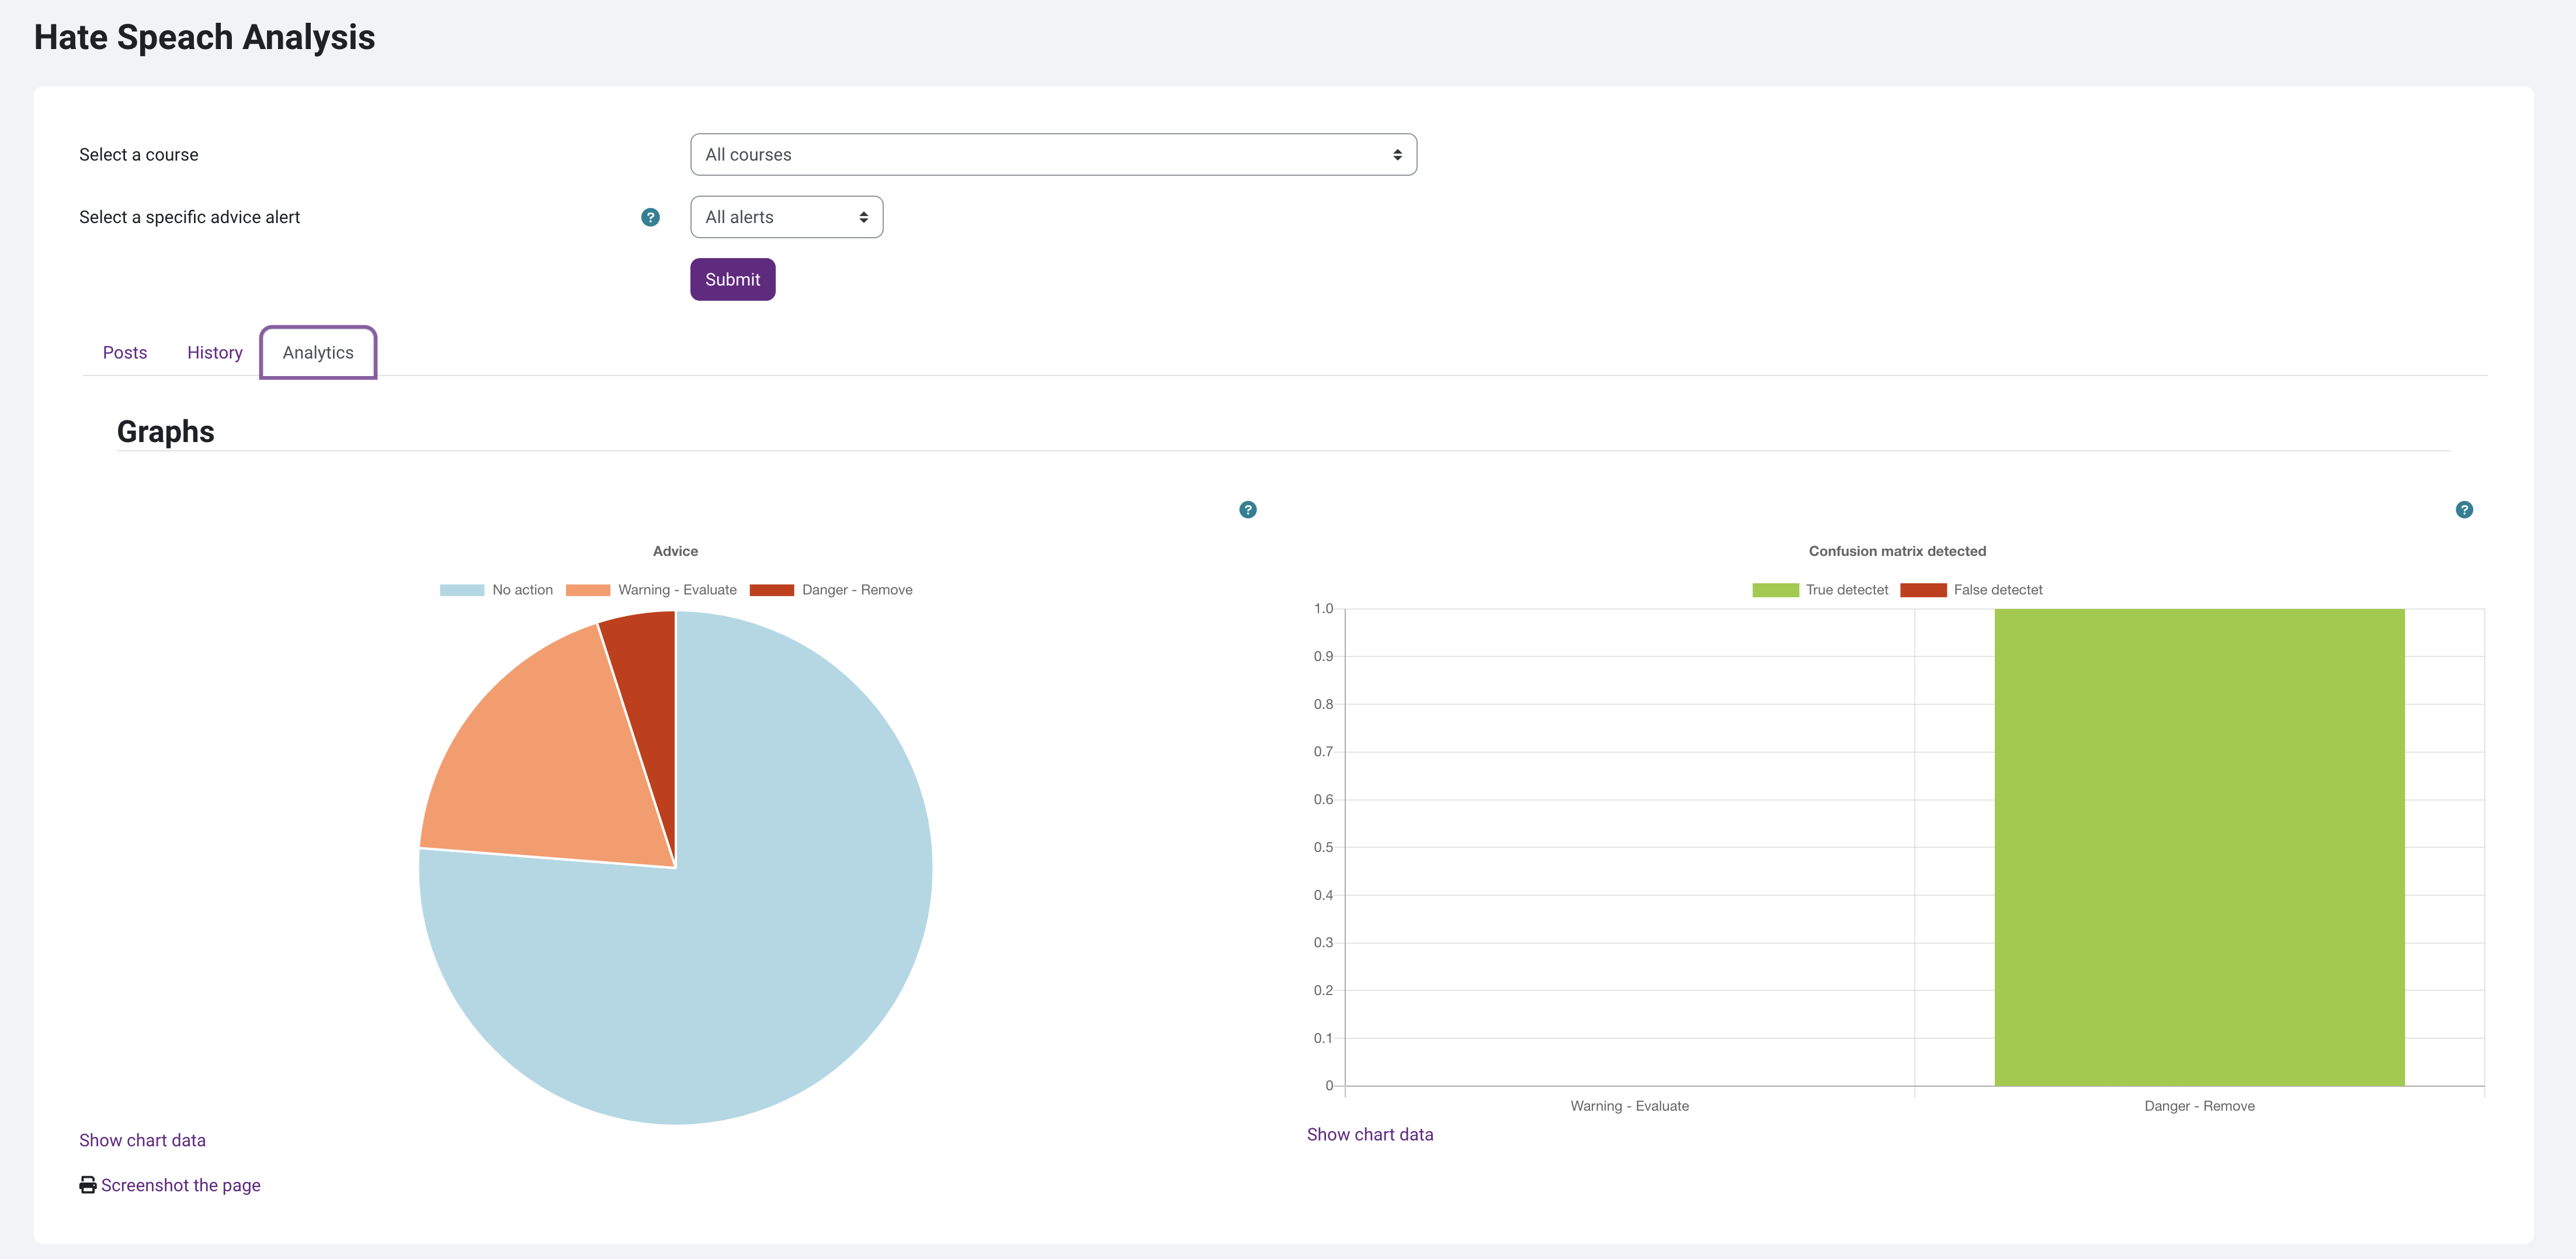 Hate Speach Analysis
Select a course
All courses
Select a specific advice alert
?
All alerts
Submit
Posts
History
Analytics
Graphs
?
Advice
No action
Warning - Evaluate
Danger - Remove
Show chart data
Screenshot the page
?
Confusion matrix detected
True detectet
False detectet
1.0
0.9
0.8
0.7
0.6
0.5
0.4
0.3
0.2
0.1
0
Warning - Evaluate
Danger - Remove
Show chart data